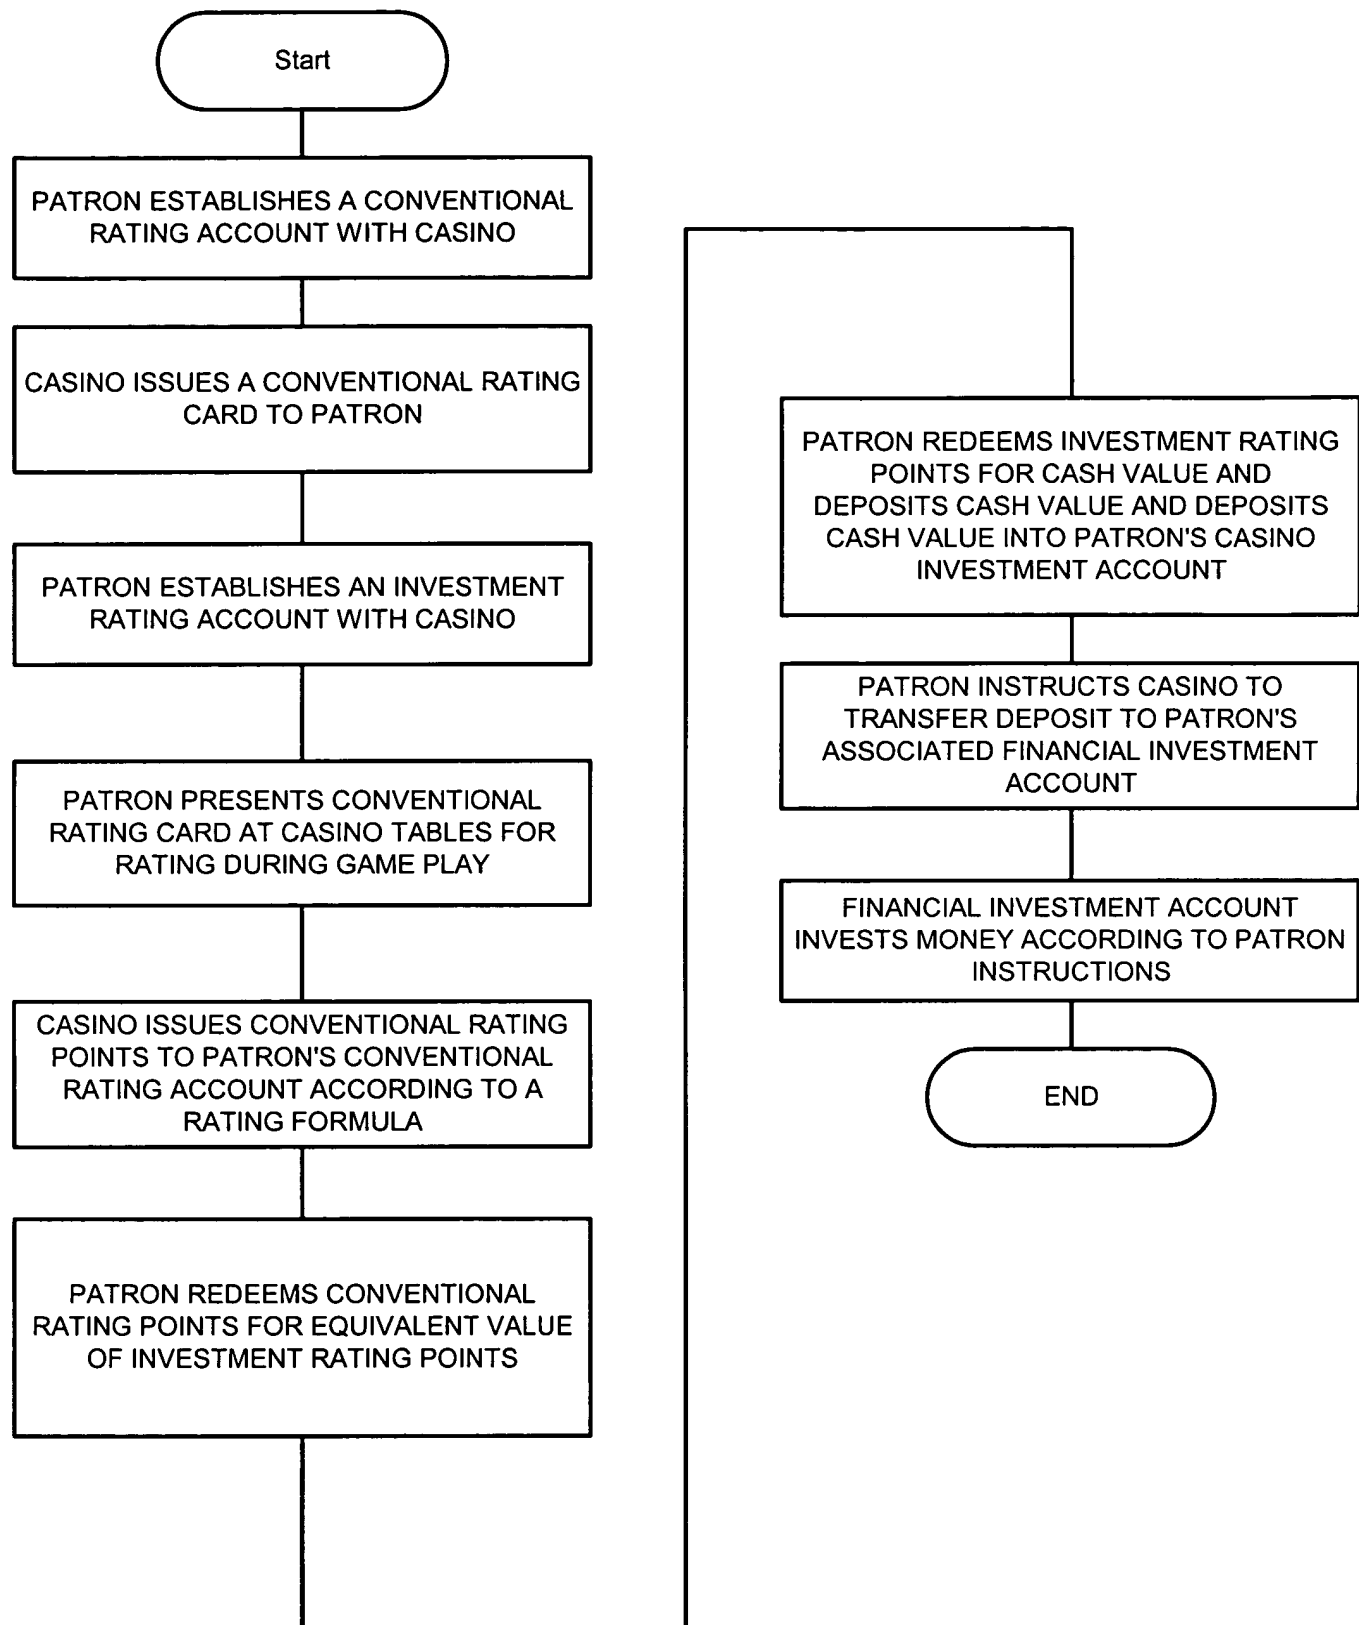 Start
PATRON ESTABLISHES A CONVENTIONAL
RATING ACCOUNT WITH CASINO
CASINO ISSUES A CONVENTIONAL RATING
CARD TO PATRON
PATRON ESTABLISHES AN INVESTMENT
RATING ACCOUNT WITH CASINO
PATRON PRESENTS CONVENTIONAL
RATING CARD AT CASINO TABLES FOR
RATING DURING GAME PLAY
CASINO ISSUES CONVENTIONAL RATING
POINTS TO PATRON'S CONVENTIONAL
RATING ACCOUNT ACCORDING TO A
RATING FORMULA
PATRON REDEEMS CONVENTIONAL
RATING POINTS FOR EQUIVALENT VALUE
OF INVESTMENT RATING POINTS
PATRON REDEEMS INVESTMENT RATING
POINTS FOR CASH VALUE AND
DEPOSITS CASH VALUE AND DEPOSITS
CASH VALUE INTO PATRON'S CASINO
INVESTMENT ACCOUNT
PATRON INSTRUCTS CASINO TO
TRANSFER DEPOSIT TO PATRON'S
ASSOCIATED FINANCIAL INVESTMENT
ACCOUNT
FINANCIAL INVESTMENT ACCOUNT
INVESTS MONEY ACCORDING TO PATRON
INSTRUCTIONS
END